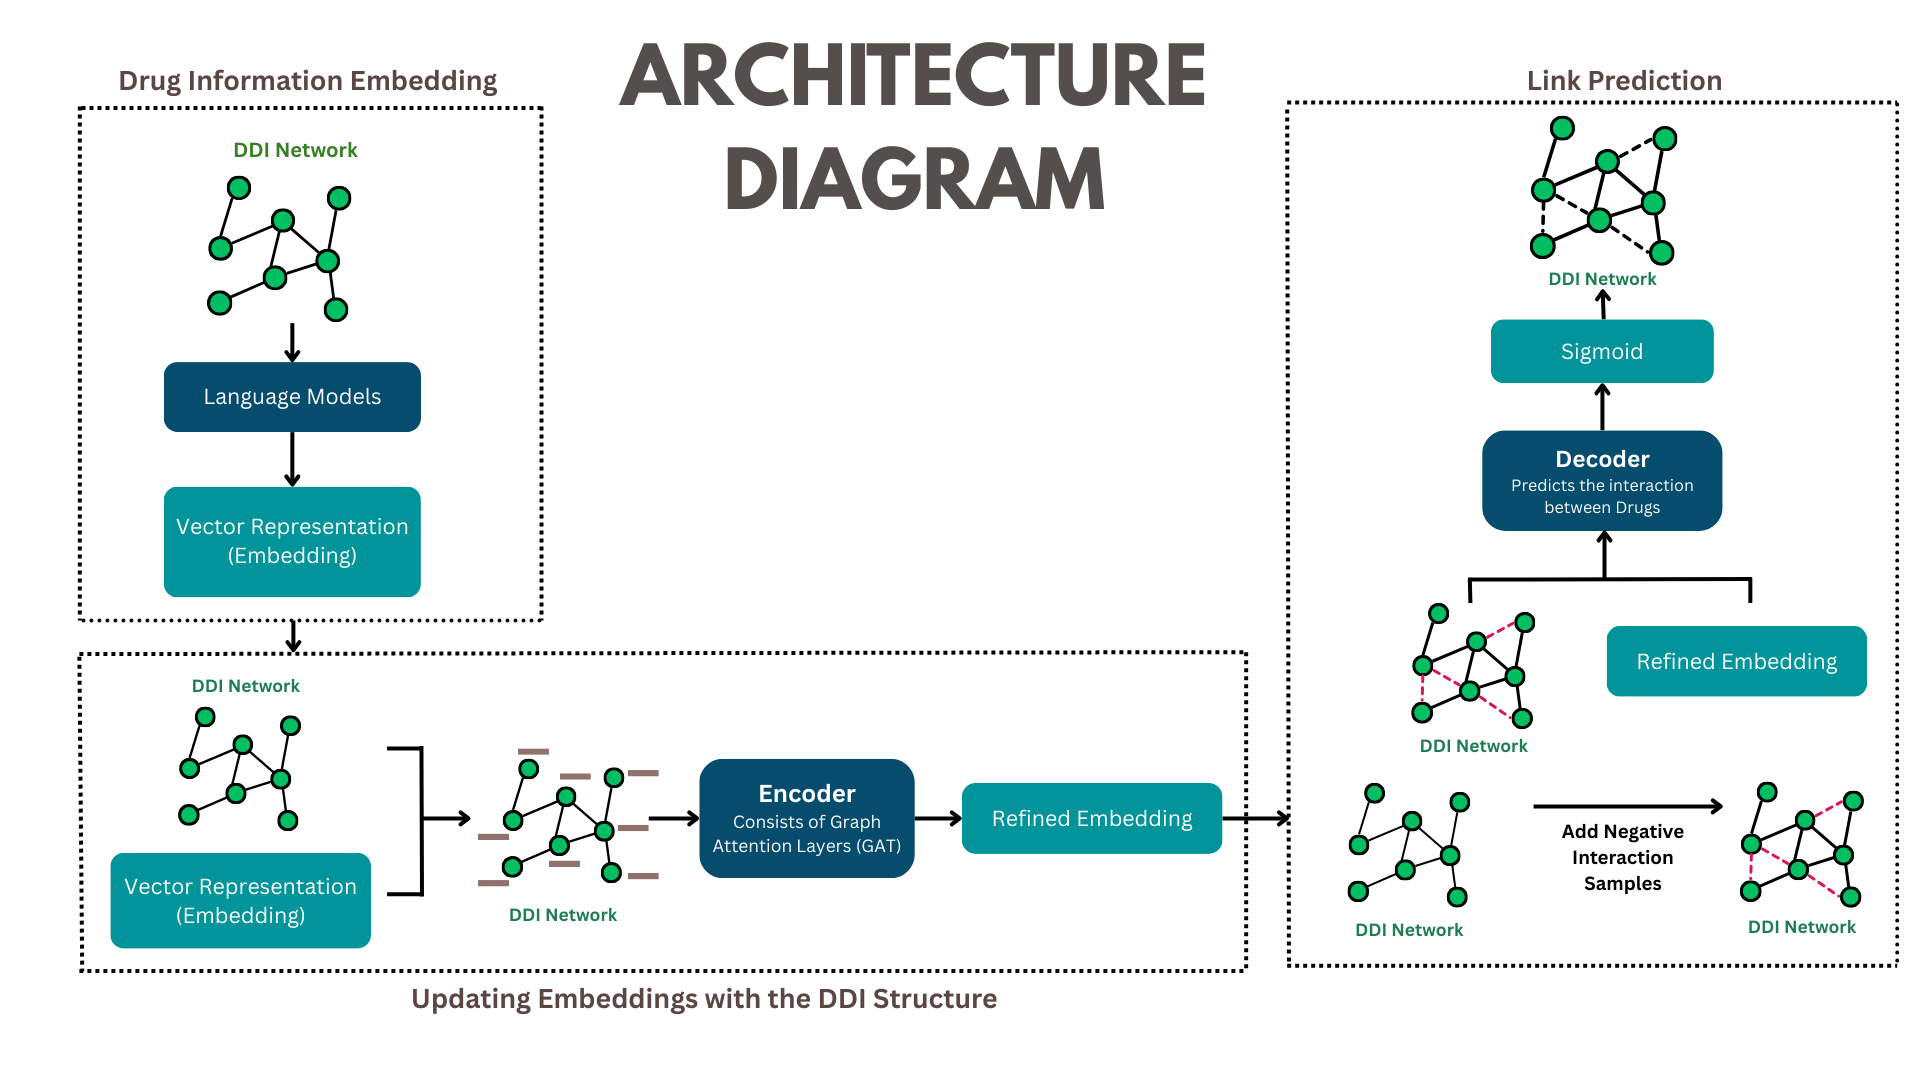 ARCHITECTURE
DIAGRAM
Drug Information Embedding
DDI Network
Language Models
Vector Representation
(Embedding)
DDI Network
Vector Representation
(Embedding)
DDI Network
Encoder
Consists of Graph
Attention Layers (GAT)
Refined Embedding
Updating Embeddings with the DDI Structure
Link Prediction
DDI Network
Sigmoid
Decoder
Predicts the interaction
between Drugs
DDI Network
Refined Embedding
DDI Network
Add Negative
Interaction
Samples
DDI Network